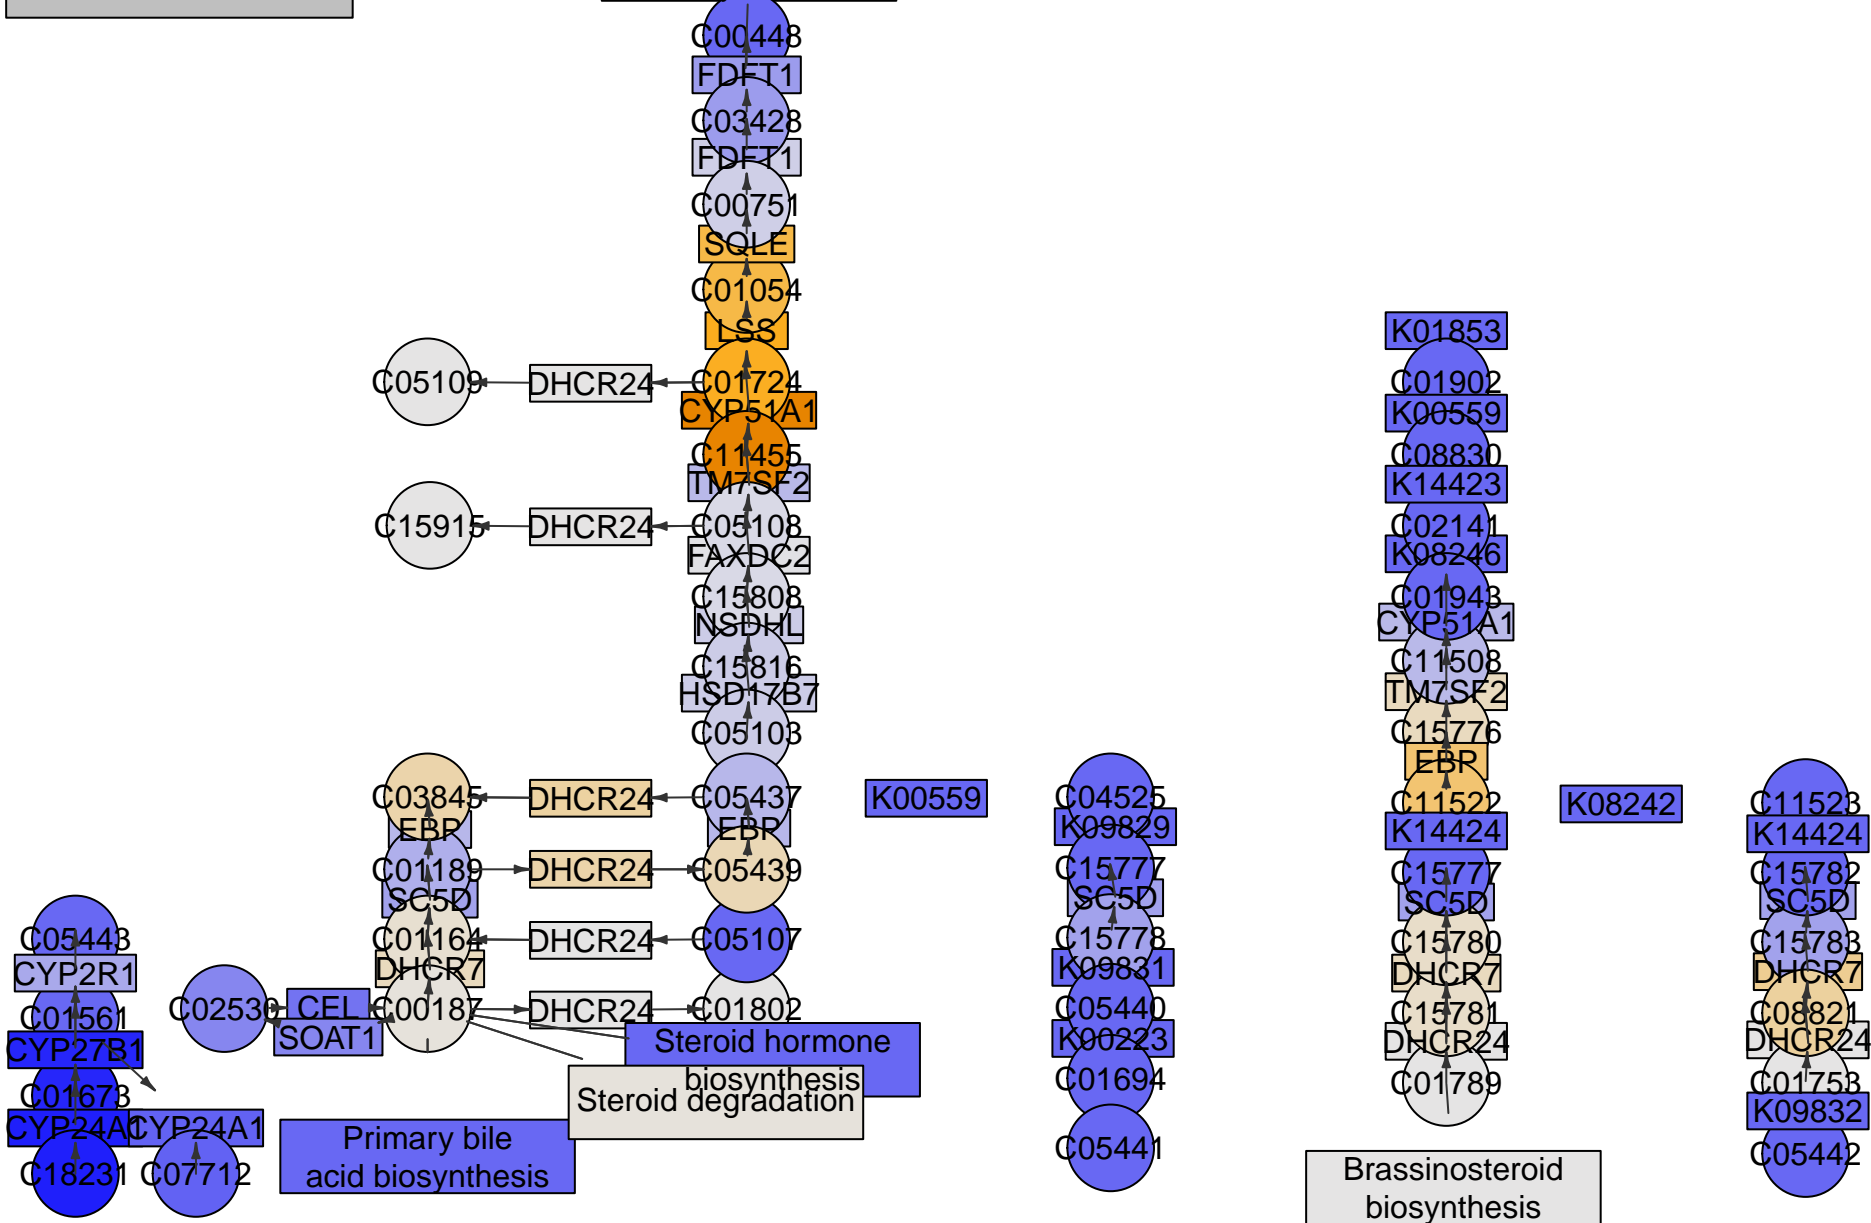 C00448
FDFT1
C03428
FDFT1
C00751
SQLE
C01054
LSS
C05109
DHCR24
C01724
CYP51A1
C11455
TM7SF2
C15915
DHCR24
C05108
FAXDC2
C15808
NSDHL
C15816
HSD17B7
C05103
C03845
DHCR24
C05437
EBP
EBP
C01189
DHCR24
C05439
SC5D
C01164
DHCR24
C05107
DHCR7
C02530
CEL
C00187
DHCR24
C01802
SOAT1
C05443
CYP2R1
C01561
CYP27B1
C01673
CYP24A1
CYP24A1
C18231
C07712
Steroid hormone
biosynthesis
Steroid degradation
Primary bile
acid biosynthesis
K00559
C04525
K09829
C15777
SC5D
C15778
K09831
C05440
K00223
C01694
C05441
K01853
C01902
K00559
C08830
K14423
C02141
K08246
C01943
CYP51A1
C11508
TM7SF2
C15776
EBP
C11522
K14424
C15777
SC5D
C15780
DHCR7
C15781
DHCR24
C01789
Brassinosteroid
biosynthesis
K08242
C11523
K14424
C15782
SC5D
C15783
DHCR7
C08821
DHCR24
C01753
K09832
C05442